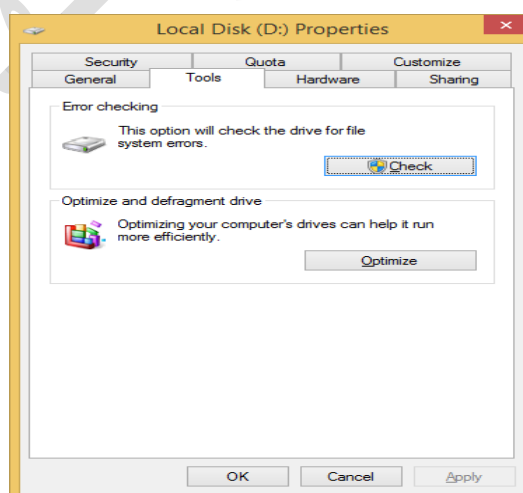 Local Disk (D:) Properties
Security Quota Customize
General Tools Hardware Sharing
Error checking
This option will check the drive for file
system errors.
Check
Optimize and defragment drive
Optimizing your computer's drives can help it run
more efficiently.
Optimize
OK Cancel Apply